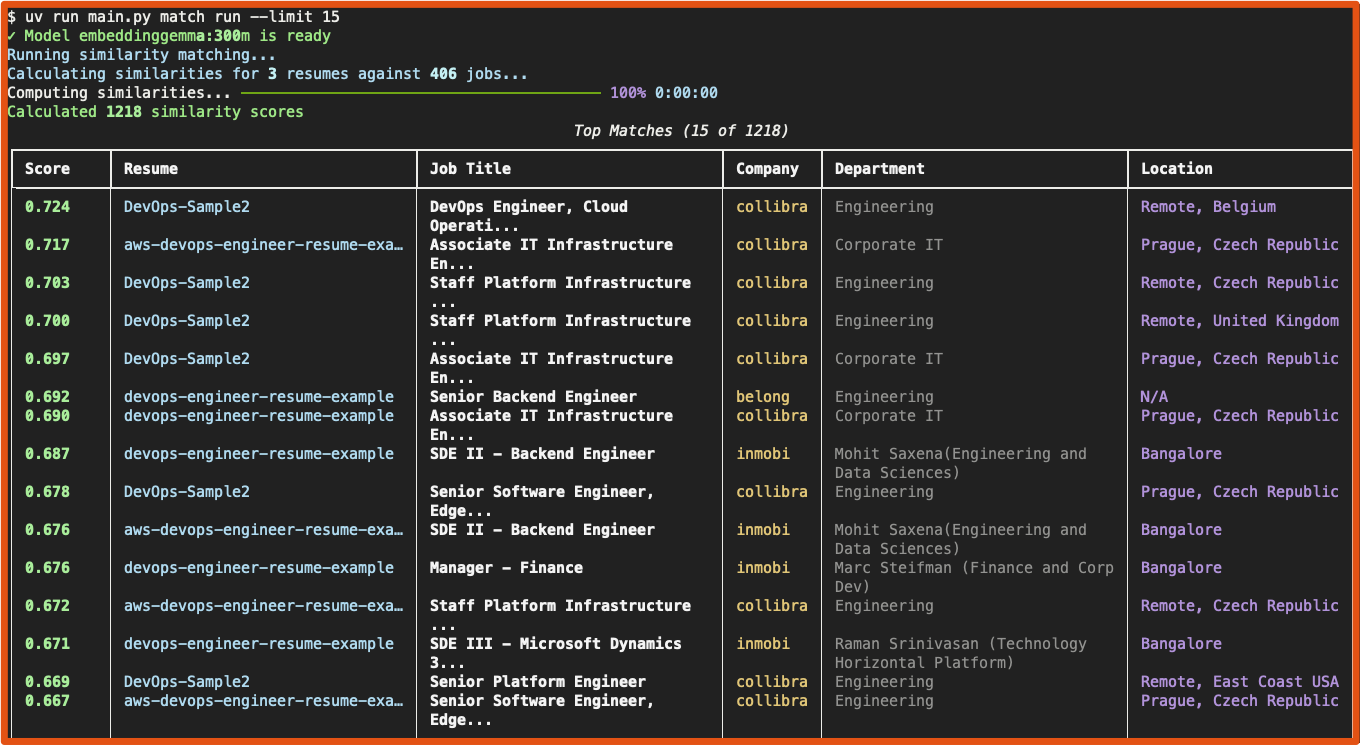 $ uv run main.py match run --limit 15
✓ Model embeddinggemma:300m is ready
Running similarity matching...
Calculating similarities for 3 resumes against 406 jobs...
Computing similarities... 100% 0:00:00
Calculated 1218 similarity scores
Top Matches (15 of 1218)
Score Resume Job Title Company Department Location
0.724 DevOps-Sample2 DevOps Engineer, Cloud collibra Engineering Remote, Belgium
Operati...
0.717 aws-devops-engineer-resume-exa… Associate IT Infrastructure collibra Corporate IT Prague, Czech Republic
En...
0.703 DevOps-Sample2 Staff Platform Infrastructure collibra Engineering Remote, Czech Republic
...
0.700 DevOps-Sample2 Staff Platform Infrastructure collibra Engineering Remote, United Kingdom
...
0.697 DevOps-Sample2 Associate IT Infrastructure collibra Corporate IT Prague, Czech Republic
En...
0.692 devops-engineer-resume-example Senior Backend Engineer belong Engineering N/A
0.690 devops-engineer-resume-example Associate IT Infrastructure collibra Corporate IT Prague, Czech Republic
En...
0.687 devops-engineer-resume-example SDE II – Backend Engineer inmobi Mohit Saxena(Engineering and Bangalore
Data Sciences)
0.678 DevOps-Sample2 Senior Software Engineer, collibra Engineering Prague, Czech Republic
Edge...
0.676 aws-devops-engineer-resume-exa… SDE II – Backend Engineer inmobi Mohit Saxena(Engineering and Bangalore
Data Sciences)
0.676 devops-engineer-resume-example Manager – Finance inmobi Marc Steifman (Finance and Corp Bangalore
Dev)
0.672 aws-devops-engineer-resume-exa… Staff Platform Infrastructure collibra Engineering Remote, Czech Republic
...
0.671 devops-engineer-resume-example SDE III – Microsoft Dynamics inmobi Raman Srinivasan (Technology Bangalore
3... Horizontal Platform)
0.669 DevOps-Sample2 Senior Platform Engineer collibra Engineering Remote, East Coast USA
0.667 aws-devops-engineer-resume-exa… Senior Software Engineer, collibra Engineering Prague, Czech Republic
Edge...